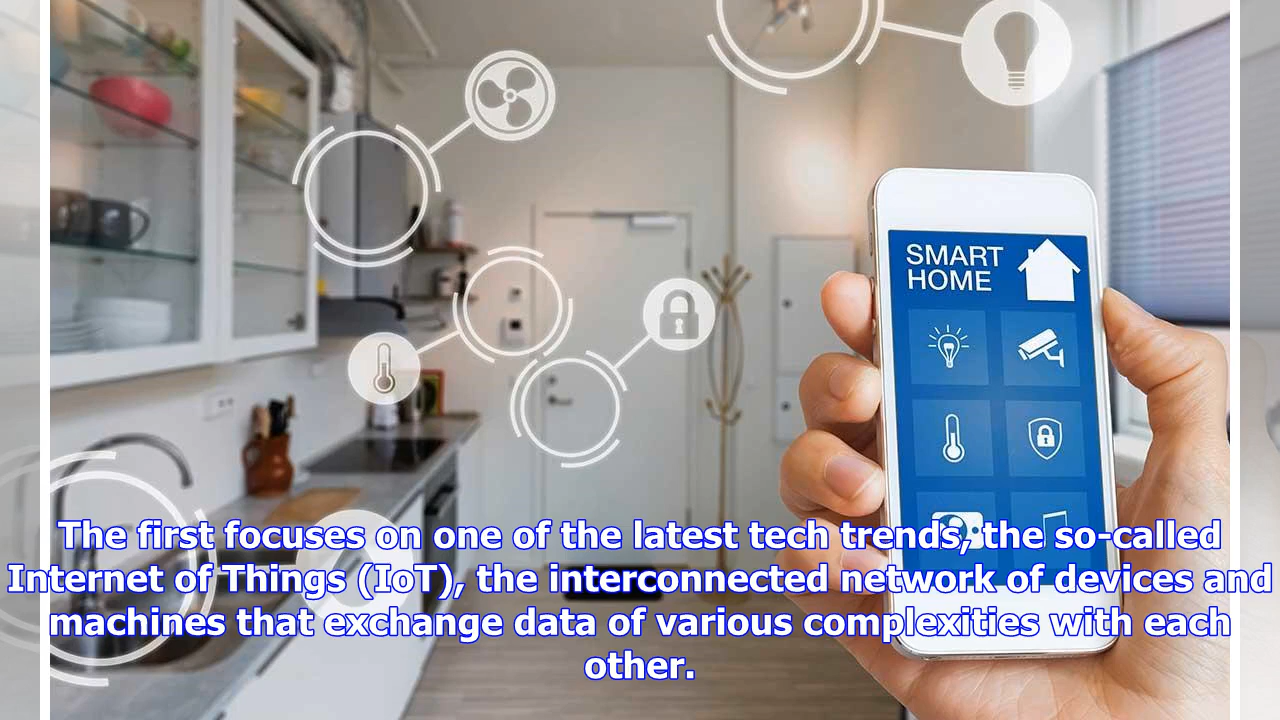 SMART
HOME
The first focuses on one of the latest tech trends, the so-called
Internet of Things (IoT), the interconnected network of devices and
machines that exchange data of various complexities with each
other.